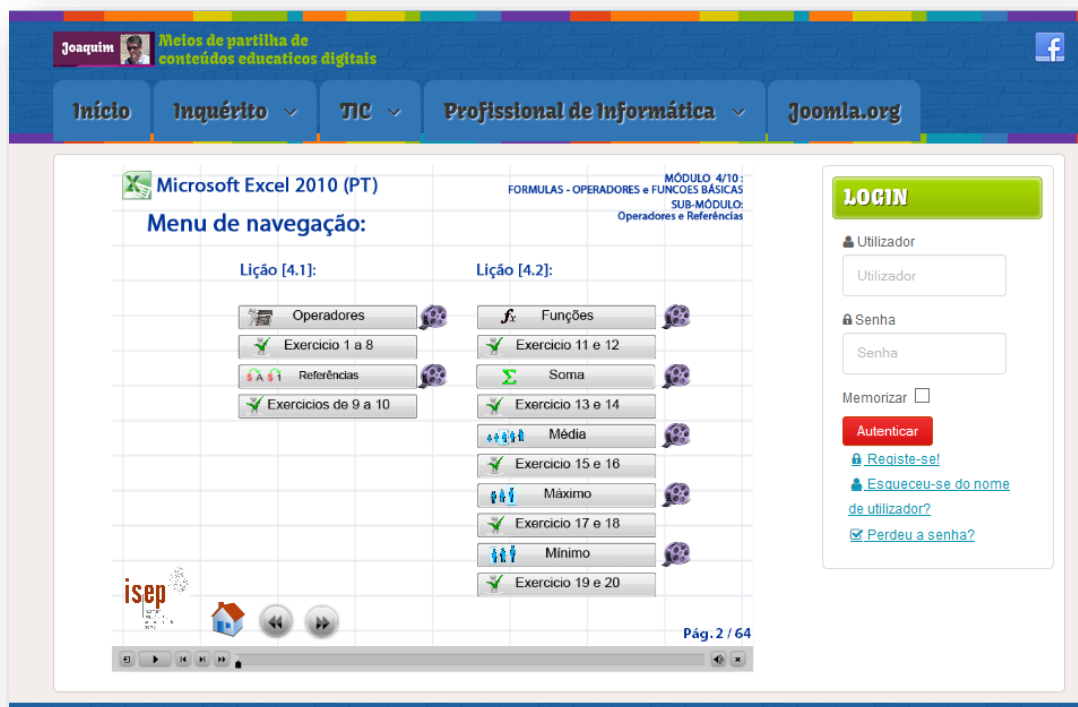 Joaquim
Meios de partilha de
conteúdos educaticos digitais
Início
Inquérito
TIC
Profissional de Informática
Joomla.org
Microsoft Excel 2010 (PT)
MÓDULO 4/10 :
FORMULAS - OPERADORES e FUNCOES BÁSICAS
SUB-MÓDULO:
Operadores e Referências
Menu de navegação:
Lição [4.1]:
Operadores
Exercicio 1 a 8
$A$1 Referências
Exercicios de 9 a 10
Lição [4.2]:
fx Funções
Exercicio 11 e 12
Σ Soma
Exercicio 13 e 14
Média
Exercicio 15 e 16
Máximo
Exercicio 17 e 18
Mínimo
Exercicio 19 e 20
isep
Pág. 2 / 64
LOGIN
Utilizador
Utilizador
Senha
Senha
Memorizar
Autenticar
Registe-se!
Esqueceu-se do nome
de utilizador?
Perdeu a senha?